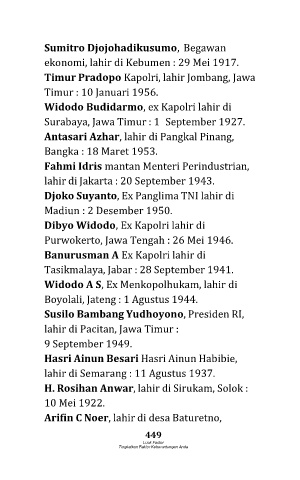 Sumitro Djojohadikusumo, Begawan
ekonomi, lahir di Kebumen : 29 Mei 1917.
Timur Pradopo Kapolri, lahir Jombang, Jawa
Timur : 10 Januari 1956.
Widodo Budidarmo, ex Kapolri lahir di
Surabaya, Jawa Timur : 1 September 1927.
Antasari Azhar, lahir di Pangkal Pinang,
Bangka : 18 Maret 1953.
Fahmi Idris mantan Menteri Perindustrian,
lahir di Jakarta : 20 September 1943.
Djoko Suyanto, Ex Panglima TNI lahir di
Madiun : 2 Desember 1950.
Dibyo Widodo, Ex Kapolri lahir di
Purwokerto, Jawa Tengah : 26 Mei 1946.
Banurusman A Ex Kapolri lahir di
Tasikmalaya, Jabar : 28 September 1941.
Widodo A S, Ex Menkopolhukam, lahir di
Boyolali, Jateng : 1 Agustus 1944.
Susilo Bambang Yudhoyono, Presiden RI,
lahir di Pacitan, Jawa Timur :
9 September 1949.
Hasri Ainun Besari Hasri Ainun Habibie,
lahir di Semarang : 11 Agustus 1937.
H. Rosihan Anwar, lahir di Sirukam, Solok :
10 Mei 1922.
Arifin C Noer, lahir di desa Baturetno,
449
Tingkatkan Faktor Keberuntungan Anda